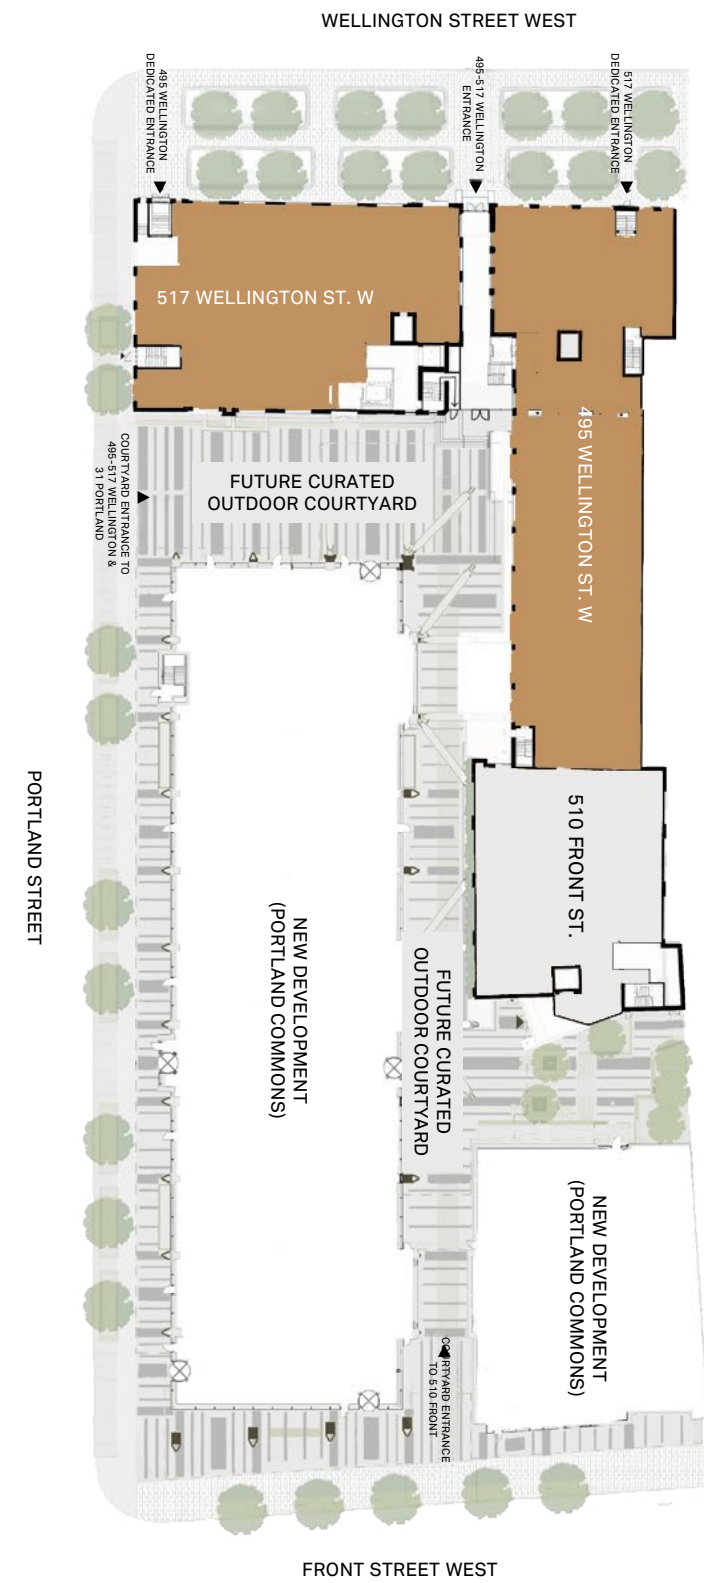 WELLINGTON STREET WEST
495 WELLINGTON
DEDICATED ENTRANCE
495-517 WELLINGTON
ENTRANCE
517 WELLINGTON
DEDICATED ENTRANCE
517 WELLINGTON ST. W
495 WELLINGTON ST. W
COURTYARD ENTRANCE TO
495-517 WELLINGTON &
31 PORTLAND
FUTURE CURATED
OUTDOOR COURTYARD
PORTLAND STREET
510 FRONT ST.
NEW DEVELOPMENT
(PORTLAND COMMONS)
FUTURE CURATED
OUTDOOR COURTYARD
NEW DEVELOPMENT
(PORTLAND COMMONS)
COURTYARD ENTRANCE
TO 510 FRONT
FRONT STREET WEST